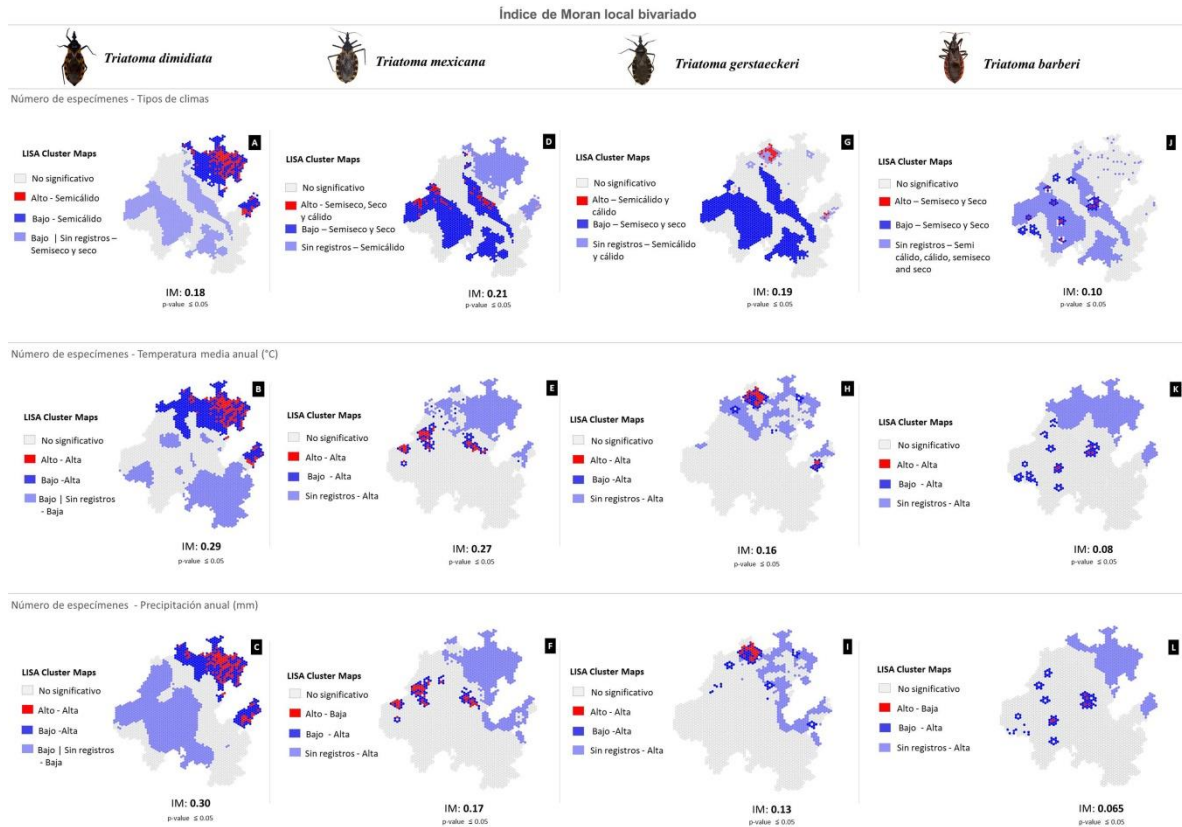 Índice de Moran local bivariado
Triatoma dimidiata
Triatoma mexicana
Triatoma gerstaeckeri
Triatoma barberi
Número de especímenes - Tipos de climas
A
LISA Cluster Maps
No significativo
Alto - Semicálido
Bajo - Semicálido
Bajo | Sin registros –
Semiseco y seco
IM: 0.18
p-value ≤ 0.05
D
LISA Cluster Maps
No significativo
Alto - Semiseco, Seco
y cálido
Bajo – Semiseco y Seco
Sin registros – Semicálido
IM: 0.21
p-value ≤ 0.05
G
LISA Cluster Maps
No significativo
Alto – Semicálido y
cálido
Bajo – Semiseco y Seco
Sin registros – Semicálido
y cálido
IM: 0.19
p-value ≤ 0.05
J
LISA Cluster Maps
No significativo
Alto – Semiseco y Seco
Bajo – Semiseco y Seco
Sin registros – Semi
cálido, cálido, semiseco
and seco
IM: 0.10
p-value ≤ 0.05
Número de especímenes - Temperatura media anual (°C)
B
LISA Cluster Maps
No significativo
Alto - Alta
Bajo -Alta
Bajo | Sin registros
- Baja
IM: 0.29
p-value ≤ 0.05
E
LISA Cluster Maps
No significativo
Alto - Alta
Bajo - Alta
Sin registros - Alta
IM: 0.27
p-value ≤ 0.05
H
LISA Cluster Maps
No significativo
Alto - Alta
Bajo -Alta
Sin registros - Alta
IM: 0.16
p-value ≤ 0.05
K
LISA Cluster Maps
No significativo
Alto - Alta
Bajo - Alta
Sin registros - Alta
IM: 0.08
p-value ≤ 0.05
Número de especímenes - Precipitación anual (mm)
C
LISA Cluster Maps
No significativo
Alto - Alta
Bajo -Alta
Bajo | Sin registros
- Baja
IM: 0.30
p-value ≤ 0.05
F
LISA Cluster Maps
No significativo
Alto - Baja
Bajo - Alta
Sin registros - Alta
IM: 0.17
p-value ≤ 0.05
I
LISA Cluster Maps
No significativo
Alto - Alta
Bajo -Alta
Sin registros - Alta
IM: 0.13
p-value ≤ 0.05
L
LISA Cluster Maps
No significativo
Alto - Baja
Bajo - Alta
Sin registros - Alta
IM: 0.065
p-value ≤ 0.05